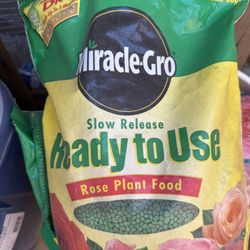 Miracle-Gro
Slow Release
Ready to Use
Rose Plant Food